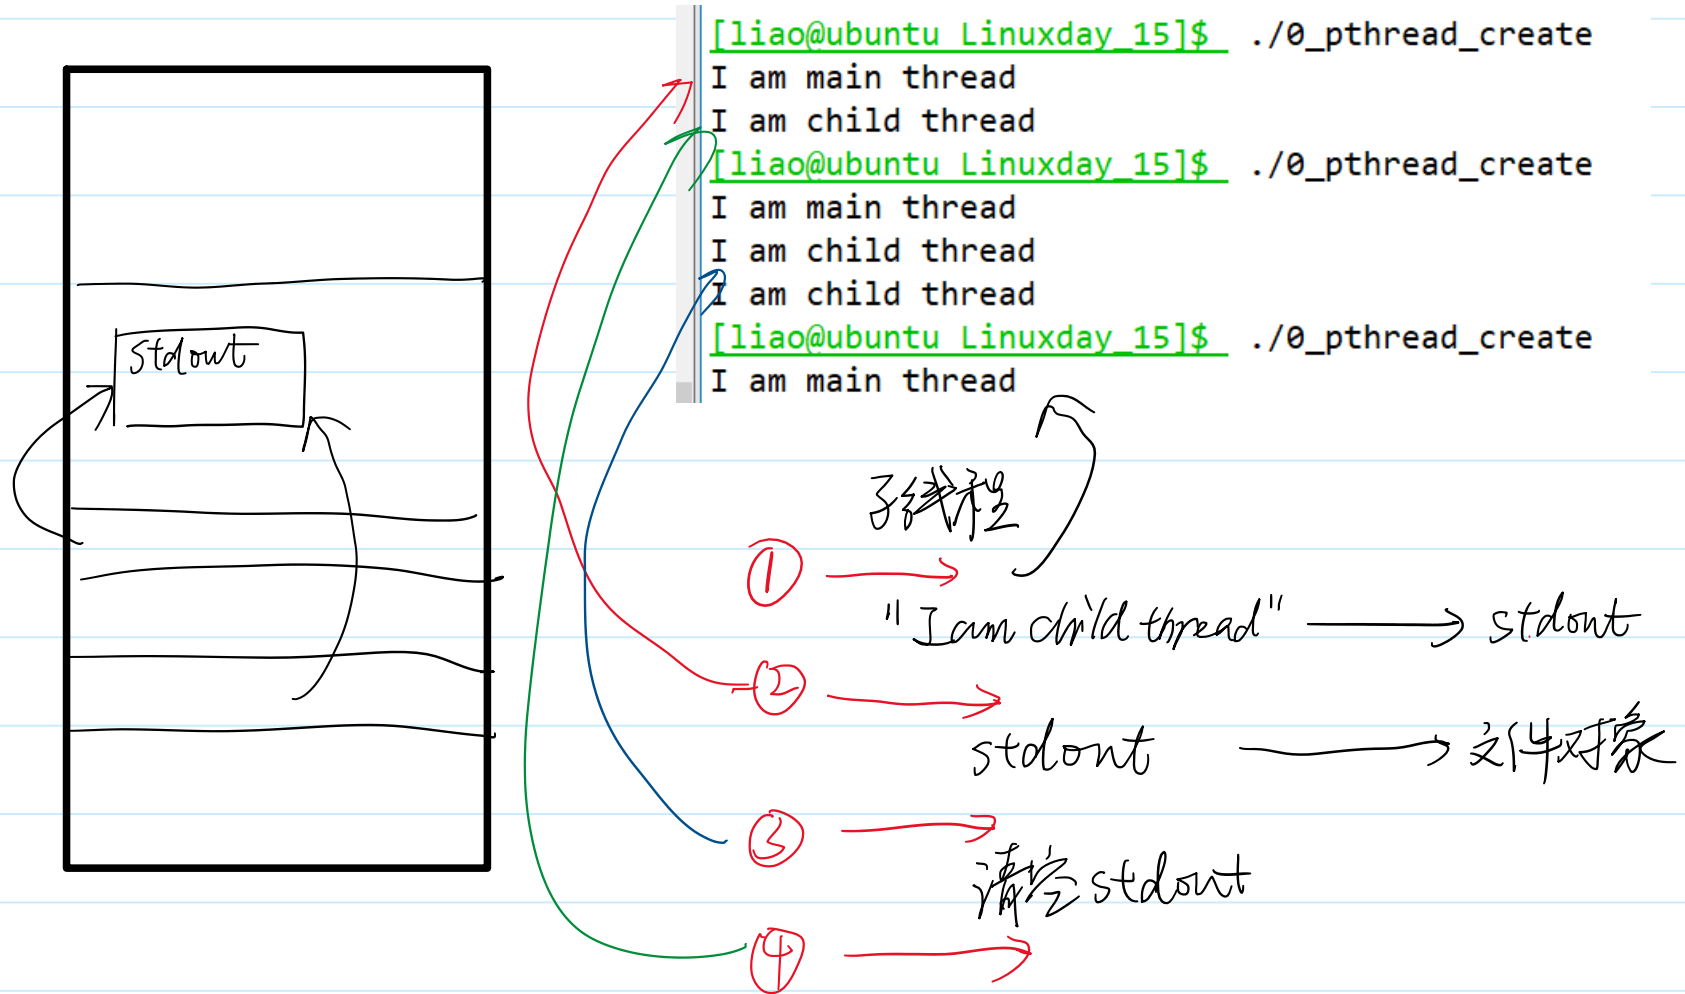 [liao@ubuntu Linuxday_15]$ ./0_pthread_create
I am main thread
I am child thread
[liao@ubuntu Linuxday_15]$ ./0_pthread_create
I am main thread
I am child thread
I am child thread
[liao@ubuntu Linuxday_15]$ ./0_pthread_create
I am main thread
stdout
子线程
①
"I am child thread" → stdout
②
stdout → 文件对象
③
清空stdout
④